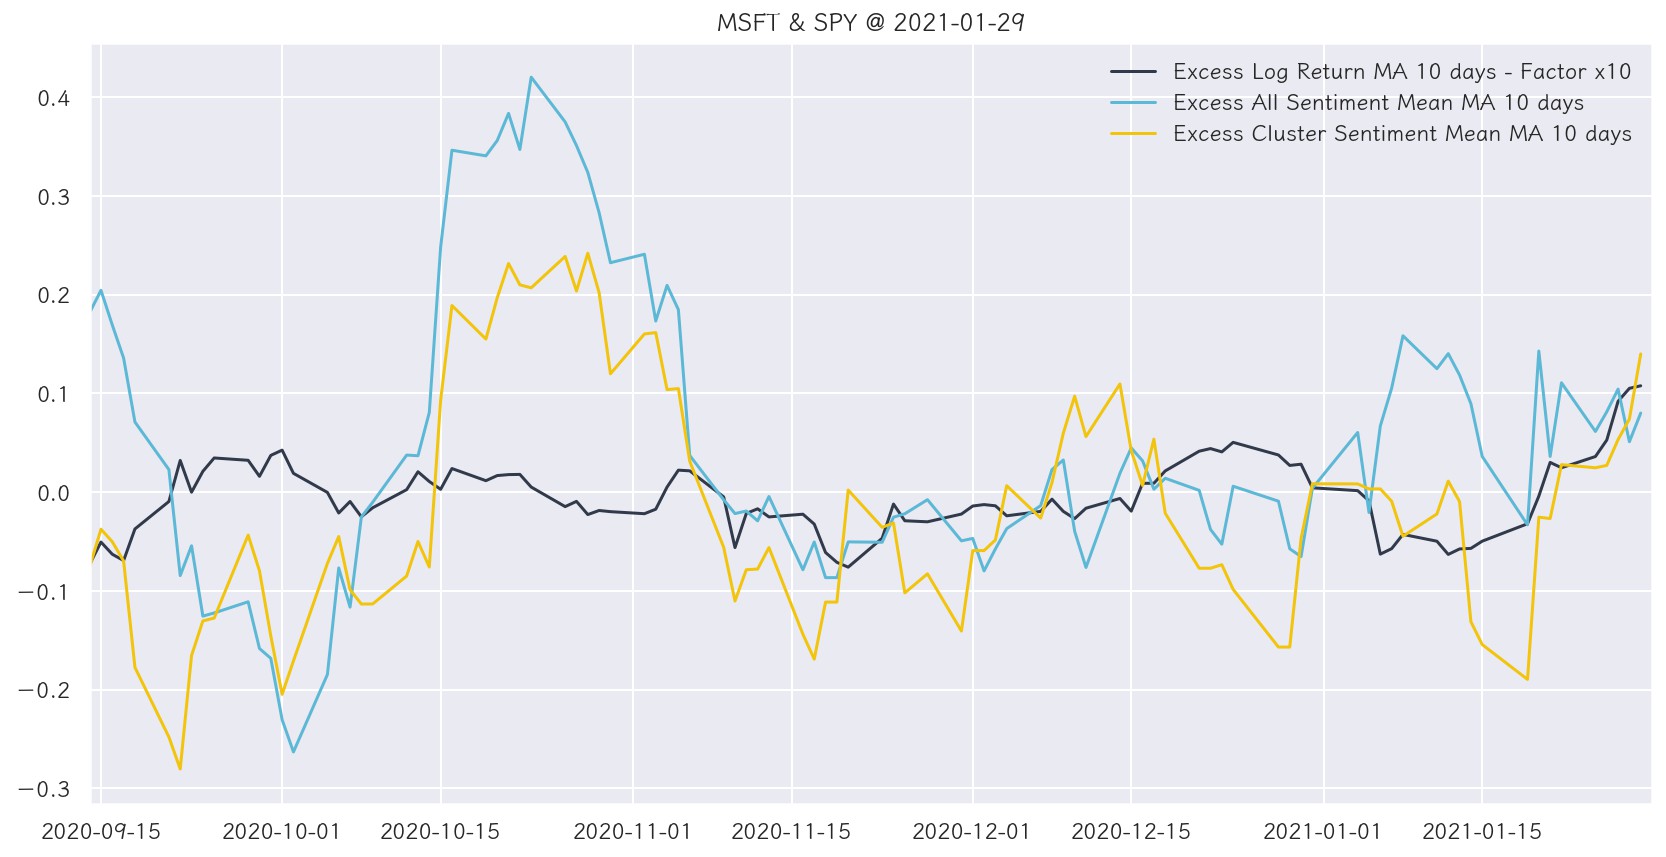 MSFT & SPY @ 2021-01-29
Excess Log Return MA 10 days - Factor x10
Excess All Sentiment Mean MA 10 days
Excess Cluster Sentiment Mean MA 10 days
0.4
0.3
0.2
0.1
0.0
−0.1
−0.2
−0.3
2020-09-15 2020-10-01 2020-10-15 2020-11-01 2020-11-15 2020-12-01 2020-12-15 2021-01-01 2021-01-15